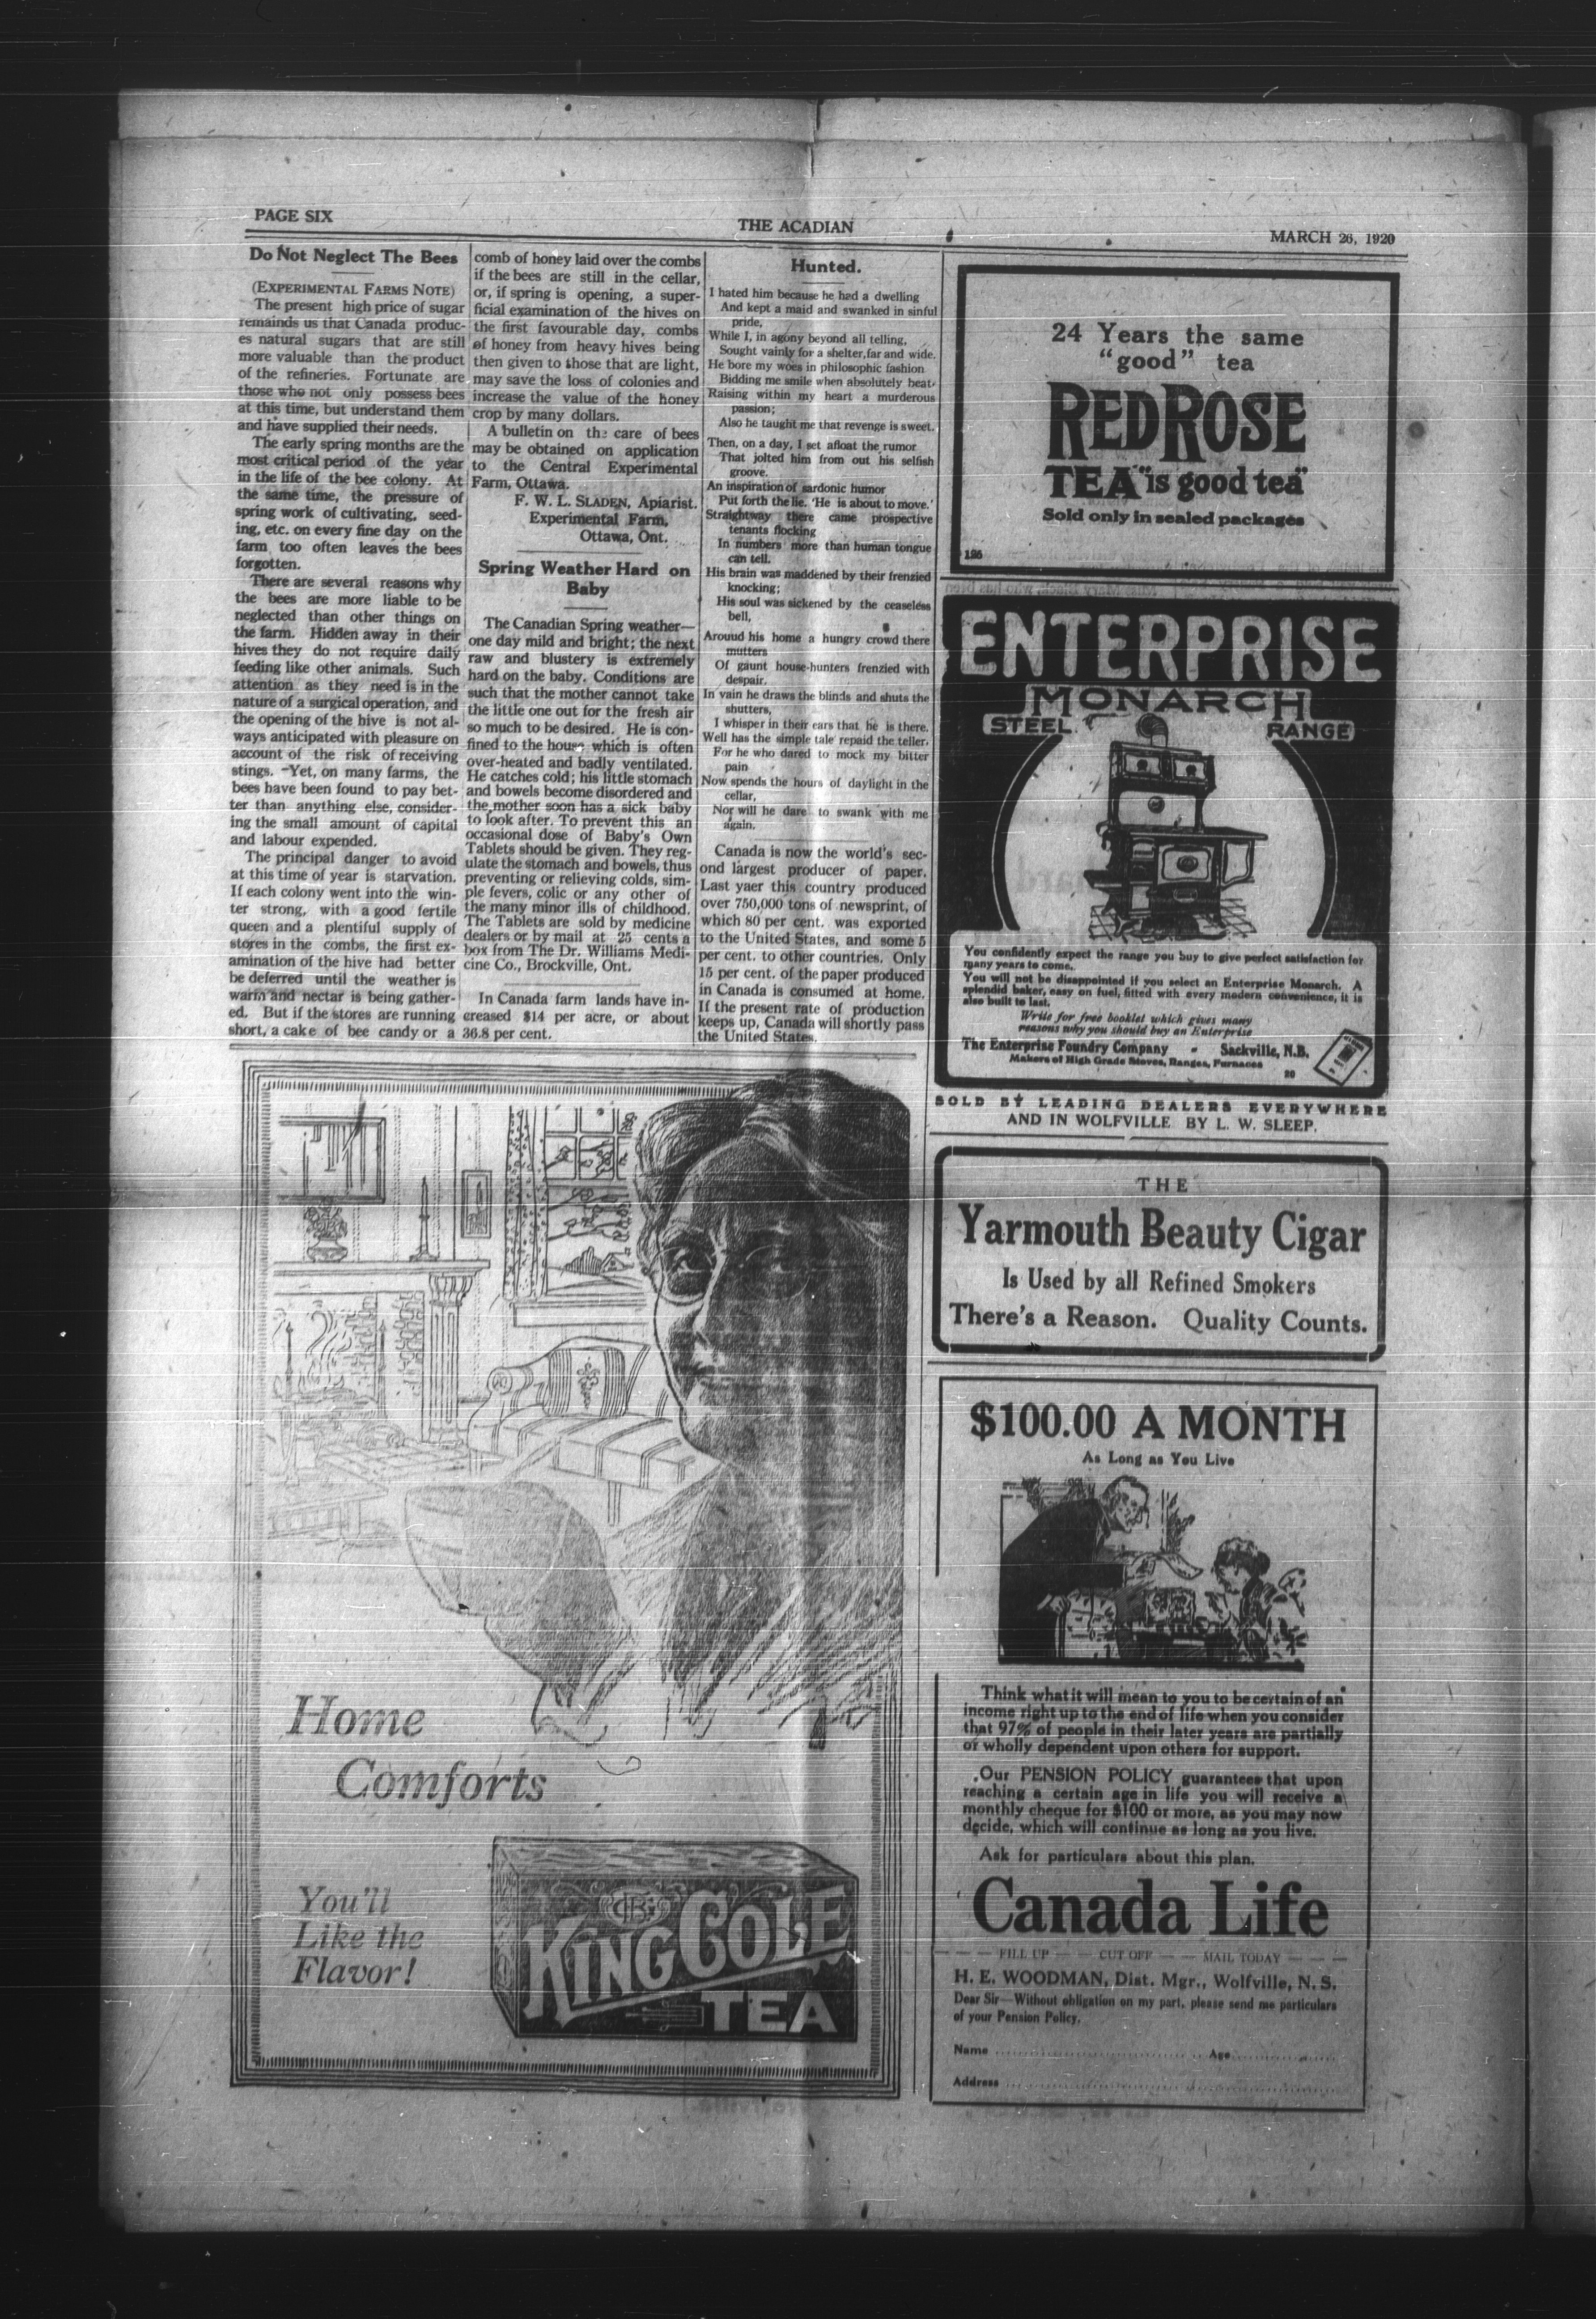 PAGE SIX
THE ACADIAN
MARCH 26, 1920
Do Not Neglect The Bees
(EXPERIMENTAL FARMS NOTE)
The present high price of sugar
remainds us that Canada produc-
es natural sugars that are still
more valuable than the product
of the refineries. Fortunate are
those who not only possess bees
at this time, but understand them
and have supplied their needs.
The early spring months are the
most critical period of the year
in the life of the bee colony. At
the same time, the pressure of
spring work of cultivating, seed-
ing, etc. on every fine day on the
farm too often leaves the bees
forgotten.
There are several reasons why
the bees are more liable to be
neglected than other things on
the farm. Hidden away in their
hives they do not require daily
feeding like other animals. Such
attention as they need is in the
nature of a surgical operation, and
the opening of the hive is not al-
ways anticipated with pleasure on
account of the risk of receiving
stings. Yet, on many farms, the
bees have been found to pay bet-
ter than anything else, consider-
ing the small amount of capital
and labour expended.
The principal danger to avoid
at this time of year is starvation.
If each colony went into the win-
ter strong, with a good fertile
queen and a plentiful supply of
stores in the combs, the first ex-
amination of the hive had better
be deferred until the weather is
warm and nectar is being gather-
ed. But if the stores are running
short, a cake of bee candy or a
comb of honey laid over the combs
if the bees are still in the cellar,
or, if spring is opening, a super-
ficial examination of the hives on
the first favourable day, combs
of honey from heavy hives being
then given to those that are light,
may save the loss of colonies and
increase the value of the honey
crop by many dollars.
A bulletin on the care of bees
may be obtained on application
to the Central Experimental
Farm, Ottawa.
F. W. L. SLADEN, Apiarist.
Experimental Farm,
Ottawa, Ont.
Spring Weather Hard on
Baby
The Canadian Spring weather—
one day mild and bright; the next
raw and blustery is extremely
hard on the baby. Conditions are
such that the mother cannot take
the little one out for the fresh air
so much to be desired. He is con-
fined to the house which is often
over-heated and badly ventilated.
He catches cold; his little stomach
and bowels become disordered and
the mother soon has a sick baby
to look after. To prevent this an
occasional dose of Baby's Own
Tablets should be given. They reg-
ulate the stomach and bowels, thus
preventing or relieving colds, sim-
ple fevers, colic or any other of
the many minor ills of childhood.
The Tablets are sold by medicine
dealers or by mail at 25 cents a
box from The Dr. Williams Medi-
cine Co., Brockville, Ont.
In Canada farm lands have in-
creased $14 per acre, or about
36.8 per cent.
Hunted.
I hated him because he had a dwelling
And kept a maid and swanked in sinful
pride,
While I, in agony beyond all telling,
Sought vainly for a shelter, far and wide.
He bore my woes in philosophic fashion
Bidding me smile when absolutely beat.
Raising within my heart a murderous
passion;
Also he taught me that revenge is sweet.
Then, on a day, I set afloat the rumor
That jolted him from out his selfish
groove.
An inspiration of sardonic humor
Put forth the lie. 'He is about to move.'
Straightway there came prospective
tenants flocking
In numbers more than human tongue
can tell.
His brain was maddened by their frenzied
knocking;
His soul was sickened by the ceaseless
bell,
Arouud his home a hungry crowd there
mutters
Of gaunt house-hunters frenzied with
despair.
In vain he draws the blinds and shuts the
shutters,
I whisper in their ears that he is there.
Well has the simple tale repaid the teller.
For he who dared to mock my bitter
pain
Now spends the hours of daylight in the
cellar,
Nor will he dare to swank with me
again.
Canada is now the world's sec-
ond largest producer of paper.
Last yaer this country produced
over 750,000 tons of newsprint, of
which 80 per cent. was exported
to the United States, and some 5
per cent. to other countries. Only
15 per cent. of the paper produced
in Canada is consumed at home.
If the present rate of production
keeps up, Canada will shortly pass
the United States.
24 Years the same
"good" tea
RED ROSE
TEA "is good tea"
Sold only in sealed packages
ENTERPRISE
MONARCH
STEEL RANGE
You confidently expect the range you buy to give perfect satisfaction for
many years to come.
You will not be disappointed if you select an Enterprise Monarch. A
splendid baker, easy on fuel, fitted with every modern convenience, it is
also built to last.
Write for free booklet which gives many
reasons why you should buy an Enterprise
The Enterprise Foundry Company - Sackville, N.B.
Makers of High Grade Stoves, Ranges, Furnaces
20
SOLD BY LEADING DEALERS EVERYWHERE
AND IN WOLFVILLE BY L. W. SLEEP.
THE
Yarmouth Beauty Cigar
Is Used by all Refined Smokers
There's a Reason. Quality Counts.
$100.00 A MONTH
As Long as You Live
Think what it will mean to you to be certain of an
income right up to the end of life when you consider
that 97% of people in their later years are partially
or wholly dependent upon others for support.
Our PENSION POLICY guarantees that upon
reaching a certain age in life you will receive a
monthly cheque for $100 or more, as you may now
decide, which will continue as long as you live.
Ask for particulars about this plan.
Canada Life
FILL UP — CUT OFF — MAIL TODAY
H. E. WOODMAN, Dist. Mgr., Wolfville, N. S.
Dear Sir—Without obligation on my part, please send me particulars
of your Pension Policy.
Name .......... Age..........
Address ..........
Home
Comforts
You'll
Like the
Flavor!
KING COLE
TEA